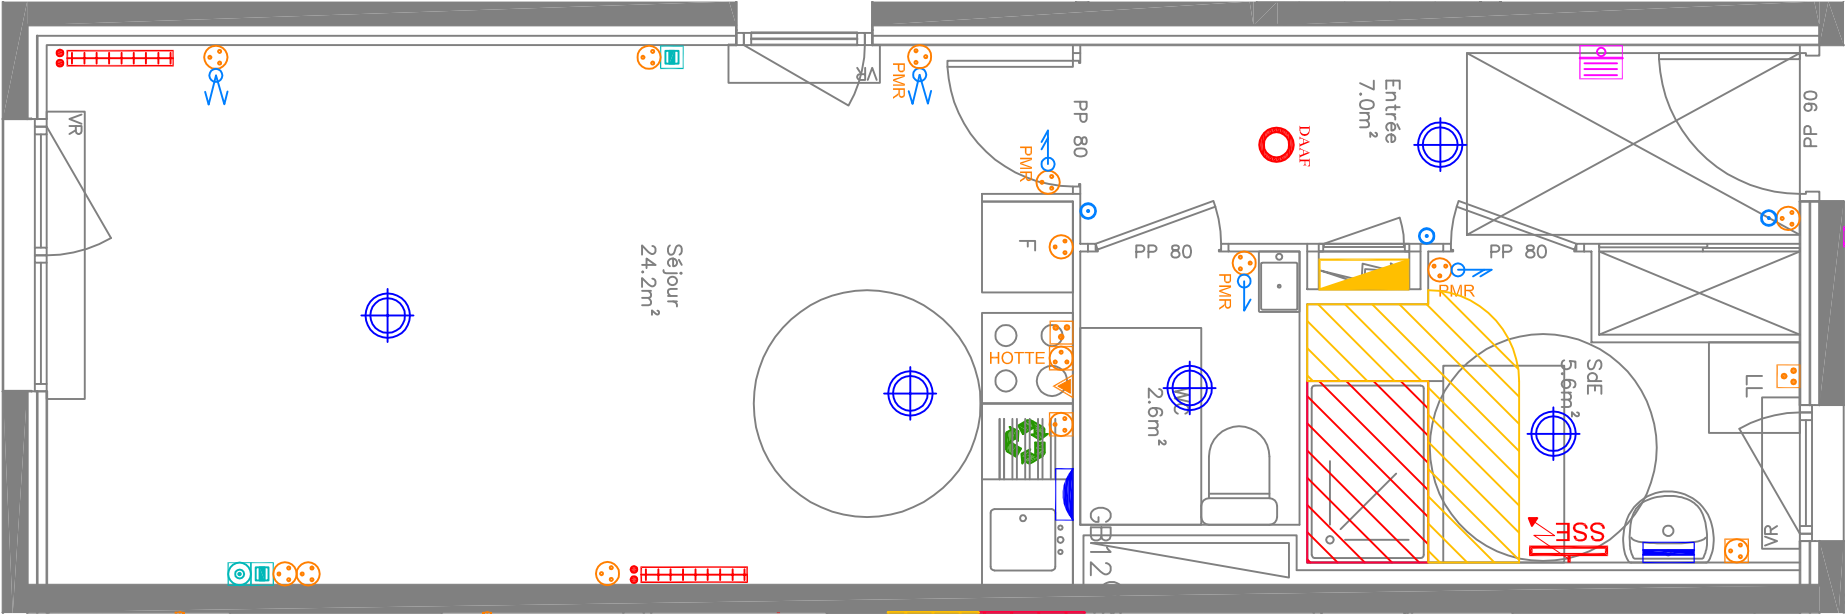 VR
VR
PMR
PMR
PP 80
DAAF
Entrée
7.0m²
PP 90
Séjour
24.2m²
F
PP 80
PMR
PP 80
PMR
HOTTE
2.6m²
SdE
5.6m²
LL
SSE
VR